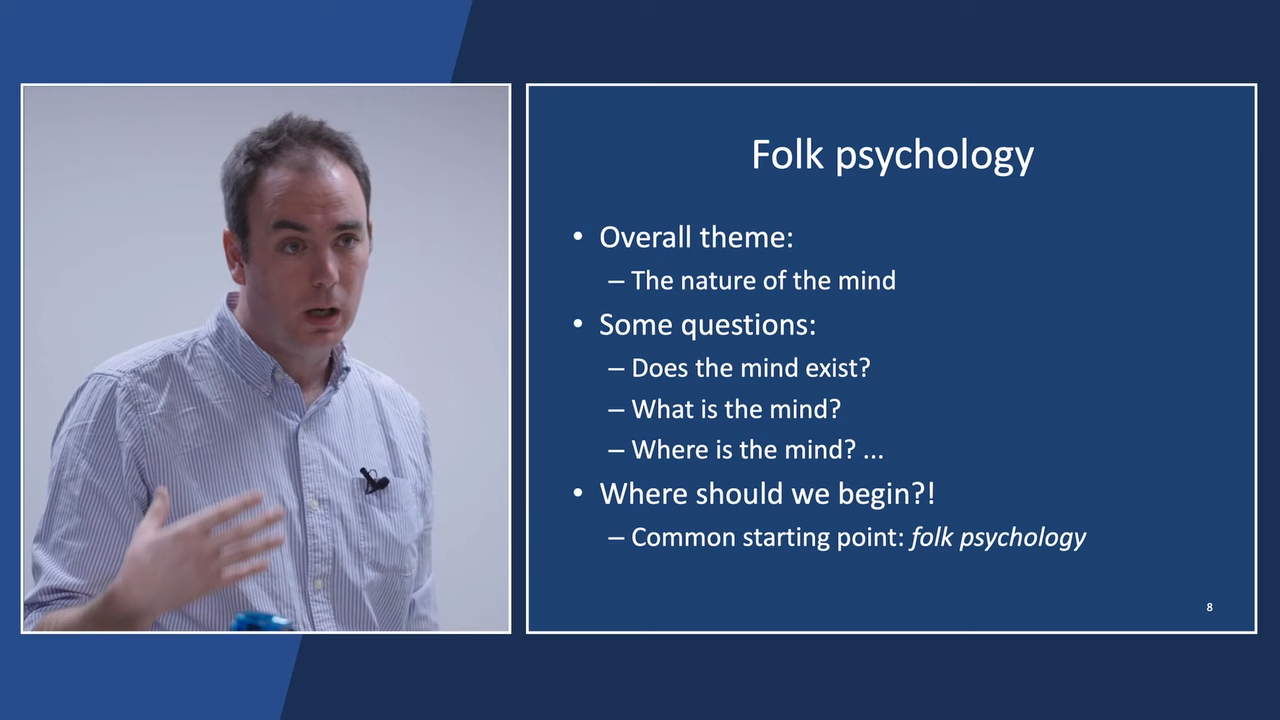 Folk psychology
• Overall theme:
– The nature of the mind
• Some questions:
– Does the mind exist?
– What is the mind?
– Where is the mind? ...
• Where should we begin?!
– Common starting point: folk psychology
8